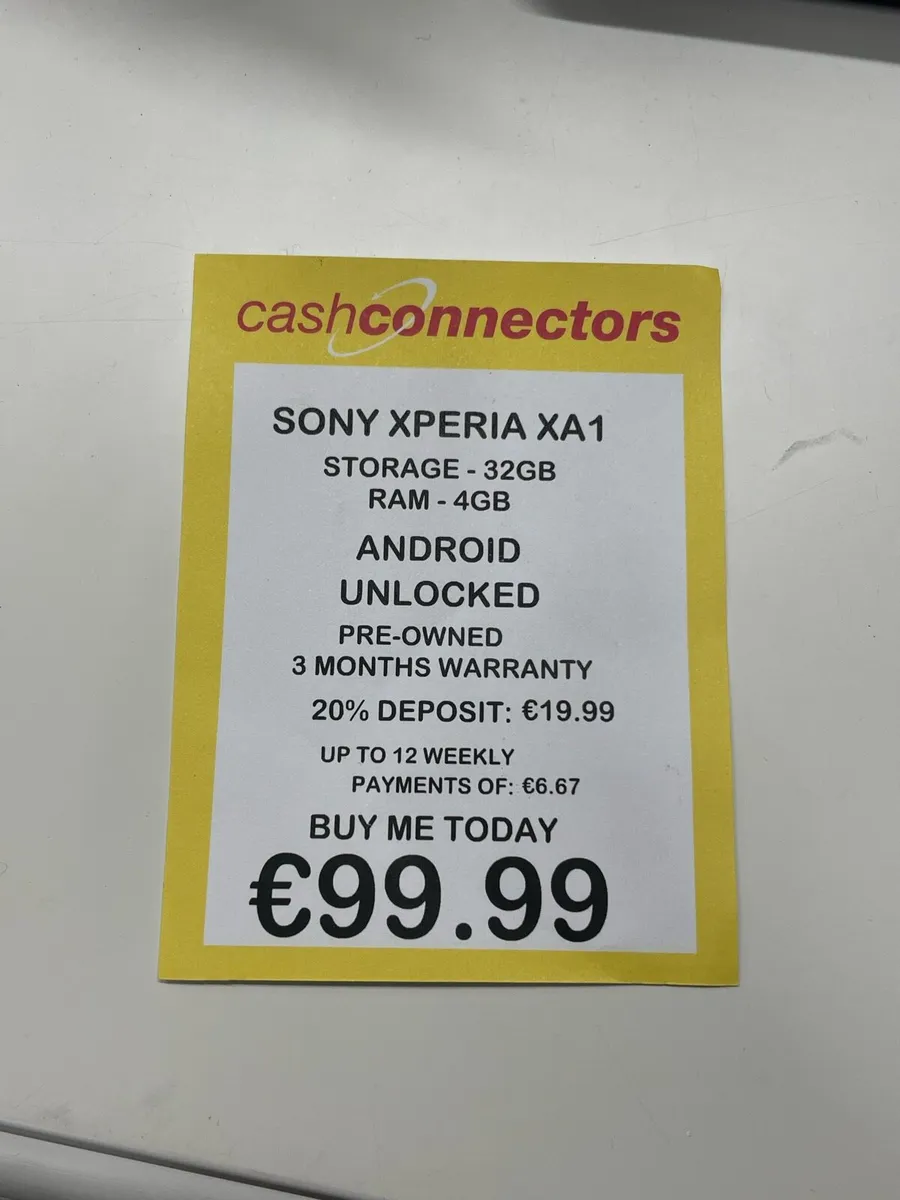 cashconnectors
SONY XPERIA XA1
STORAGE - 32GB
RAM - 4GB
ANDROID
UNLOCKED
PRE-OWNED
3 MONTHS WARRANTY
20% DEPOSIT: €19.99
UP TO 12 WEEKLY
PAYMENTS OF: €6.67
BUY ME TODAY
€99.99